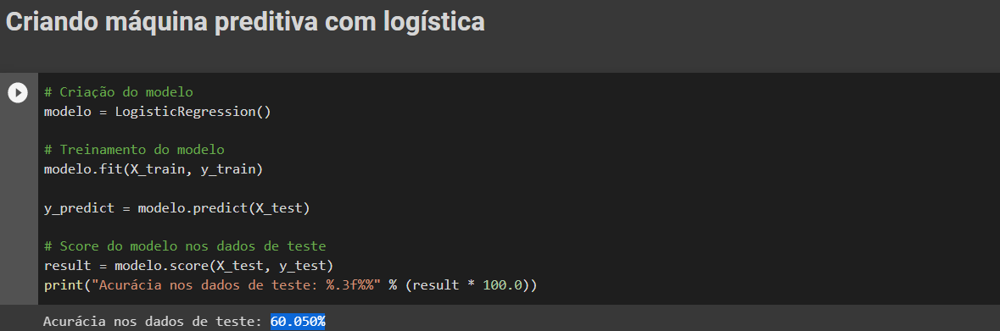 Criando máquina preditiva com logística
# Criação do modelo
modelo = LogisticRegression()
# Treinamento do modelo
modelo.fit(X_train, y_train)
y_predict = modelo.predict(X_test)
# Score do modelo nos dados de teste
result = modelo.score(X_test, y_test)
print("Acurácia nos dados de teste: %.3f%%" % (result * 100.0))
Acurácia nos dados de teste: 60.050%